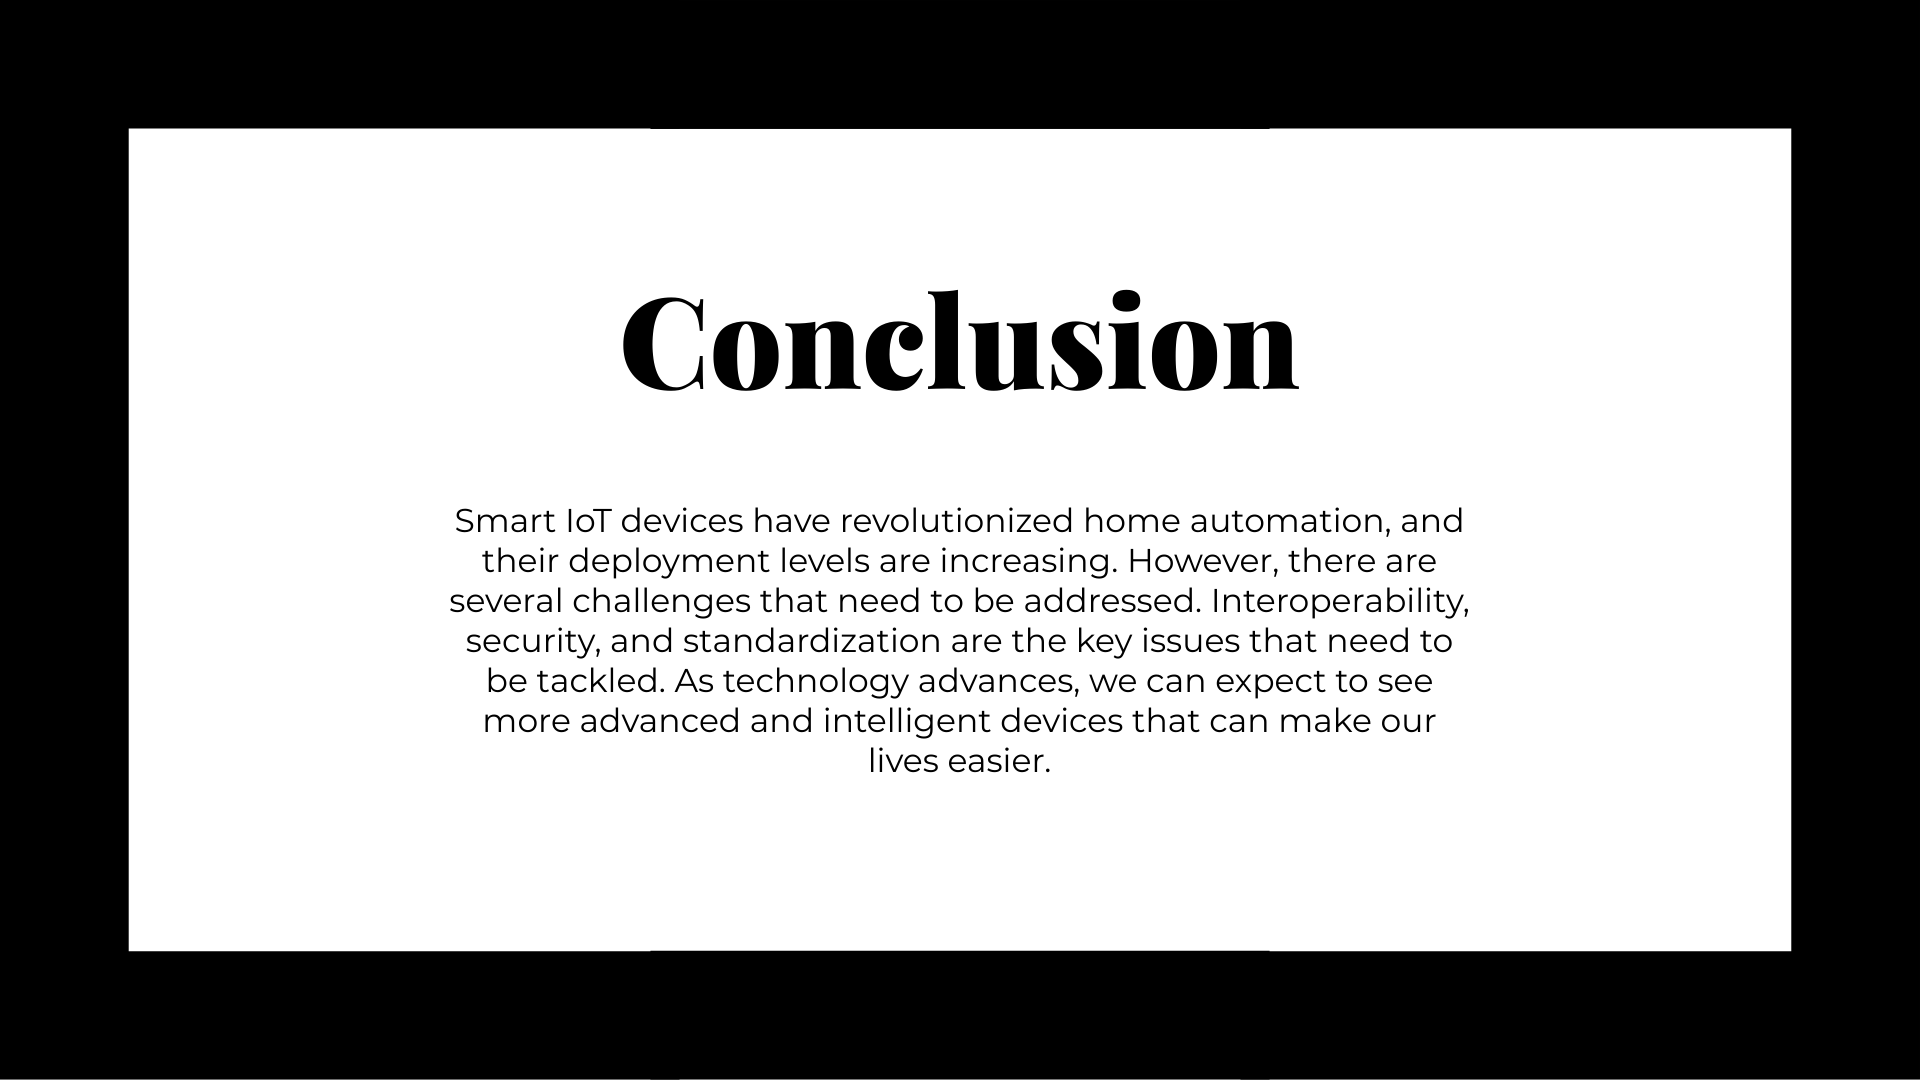 Conclusion
Smart IoT devices have revolutionized home automation, and
their deployment levels are increasing. However, there are
several challenges that need to be addressed. Interoperability,
security, and standardization are the key issues that need to
be tackled. As technology advances, we can expect to see
more advanced and intelligent devices that can make our
lives easier.